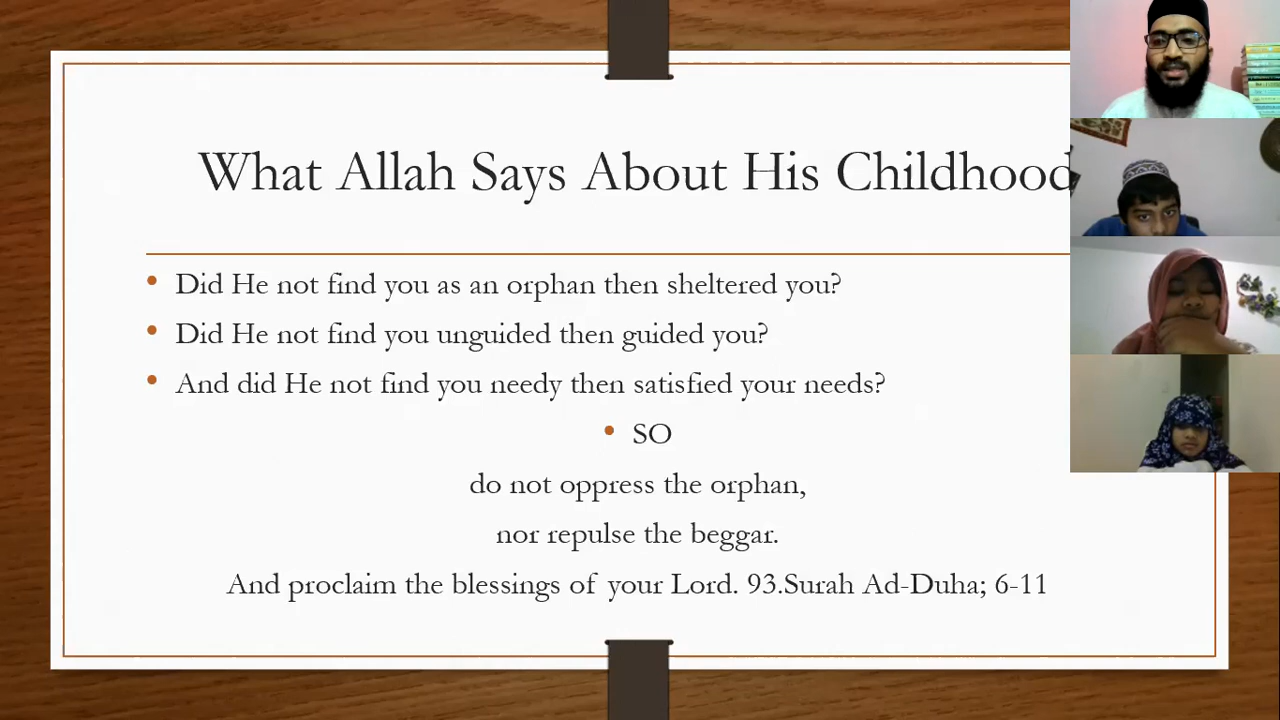 What Allah Says About His Childhood
• Did He not find you as an orphan then sheltered you?
• Did He not find you unguided then guided you?
• And did He not find you needy then satisfied your needs?
• SO
do not oppress the orphan,
nor repulse the beggar.
And proclaim the blessings of your Lord. 93.Surah Ad-Duha; 6-11